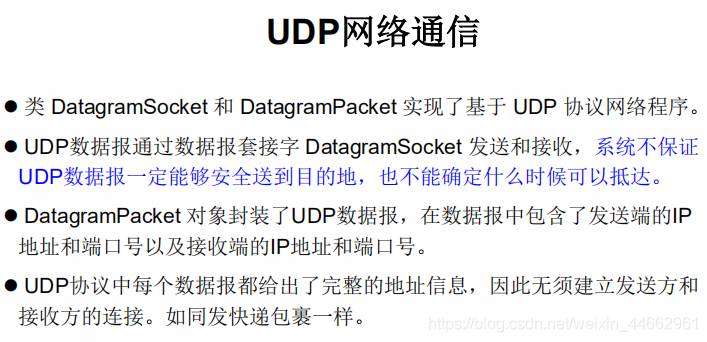 UDP网络通信
● 类 DatagramSocket 和 DatagramPacket 实现了基于 UDP 协议网络程序。
● UDP数据报通过数据报套接字 DatagramSocket 发送和接收，系统不保证
UDP数据报一定能够安全送到目的地，也不能确定什么时候可以抵达。
● DatagramPacket 对象封装了UDP数据报，在数据报中包含了发送端的IP
地址和端口号以及接收端的IP地址和端口号。
● UDP协议中每个数据报都给出了完整的地址信息，因此无须建立发送方和
接收方的连接。如同发快递包裹一样。
https://blog.csdn.net/weixin_44662961